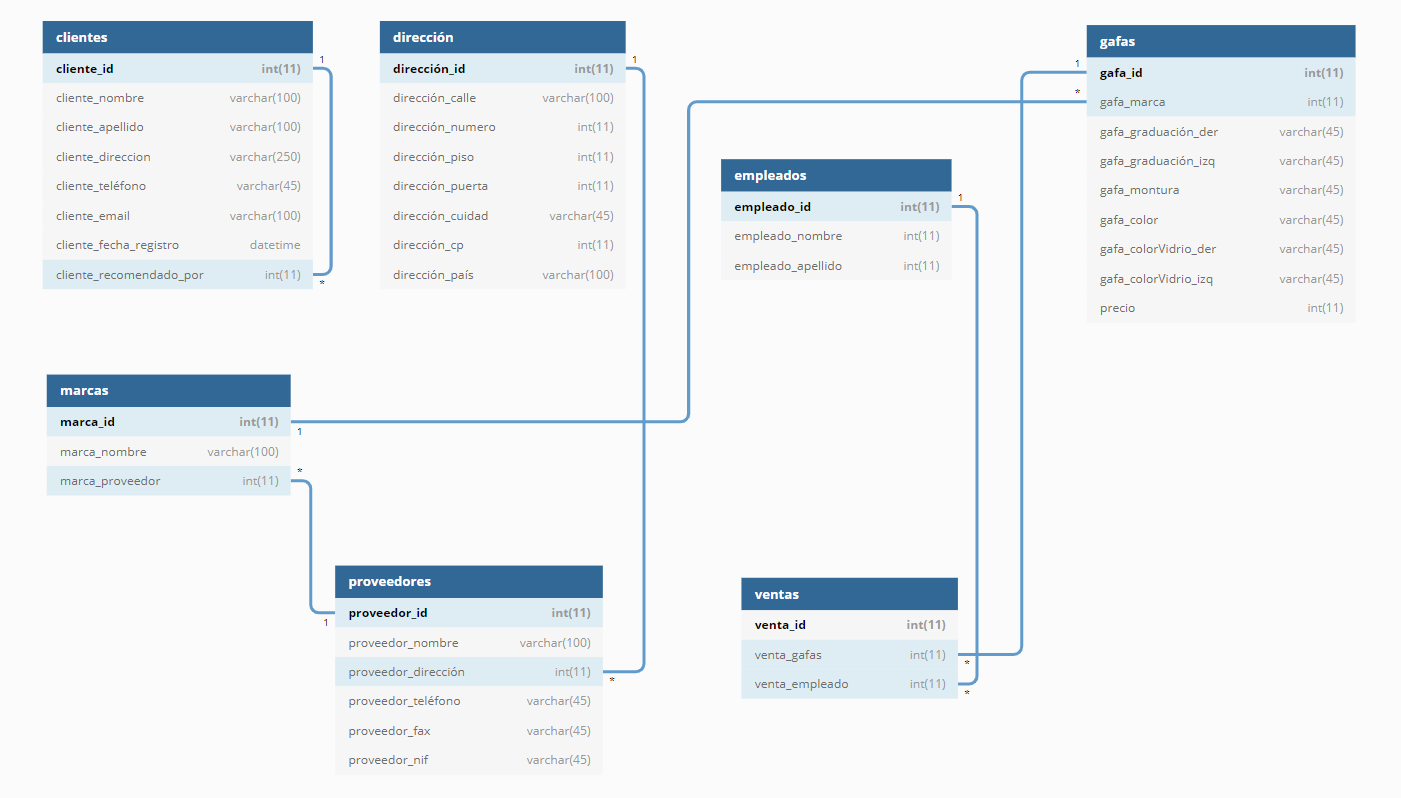 clientes
cliente_id int(11)
cliente_nombre varchar(100)
cliente_apellido varchar(100)
cliente_direccion varchar(250)
cliente_teléfono varchar(45)
cliente_email varchar(100)
cliente_fecha_registro datetime
cliente_recomendado_por int(11)
1
*
dirección
dirección_id int(11)
dirección_calle varchar(100)
dirección_numero int(11)
dirección_piso int(11)
dirección_puerta int(11)
dirección_cuidad varchar(45)
dirección_cp int(11)
dirección_país varchar(100)
1
empleados
empleado_id int(11)
empleado_nombre int(11)
empleado_apellido int(11)
1
gafas
gafa_id int(11)
gafa_marca int(11)
gafa_graduación_der varchar(45)
gafa_graduación_izq varchar(45)
gafa_montura varchar(45)
gafa_color varchar(45)
gafa_colorVidrio_der varchar(45)
gafa_colorVidrio_izq varchar(45)
precio int(11)
1
*
marcas
marca_id int(11)
marca_nombre varchar(100)
marca_proveedor int(11)
1
*
proveedores
proveedor_id int(11)
proveedor_nombre varchar(100)
proveedor_dirección int(11)
proveedor_teléfono varchar(45)
proveedor_fax varchar(45)
proveedor_nif varchar(45)
1
*
ventas
venta_id int(11)
venta_gafas int(11)
venta_empleado int(11)
*
*